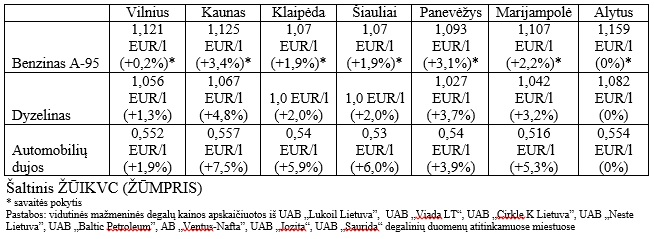 Vilnius Kaunas Klaipėda Šiauliai Panevėžys Marijampolė Alytus
1,121 1,125 1,07 1,07 1,093 1,107 1,159
EUR/l EUR/l EUR/l EUR/l EUR/l EUR/l EUR/l
Benzinas A-95 (+0,2%)* (+3,4%)* (+1,9%)* (+1,9%)* (+3,1%)* (+2,2%)* (0%)*
1,056 1,067 1,027 1,042 1,082
EUR/l EUR/l 1,0 EUR/l 1,0 EUR/l EUR/l EUR/l EUR/l
Dyzelinas (+1,3%) (+4,8%) (+2,0%) (+2,0%) (+3,7%) (+3,2%) (0%)
0,552 0,557 0,54 0,53 0,54 0,516 0,554
Automobilių EUR/l EUR/l EUR/l EUR/l EUR/l EUR/l EUR/l
dujos (+1,9%) (+7,5%) (+5,9%) (+6,0%) (+3,9%) (+5,3%) (0%)
Šaltinis ŽŪIKVC (ŽŪMPRIS)
* savaitės pokytis
Pastabos: vidutinės mažmeninės degalų kainos apskaičiuotos iš UAB „Lukoil Lietuva“, UAB „Viada LT“, UAB „Cirkle K Lietuva“, UAB „Neste
Lietuva“, UAB „Baltic Petroleum“, AB „Ventus-Nafta“, UAB „Jozita“, UAB „Saurida“ degalinių duomenų atitinkamuose miestuose